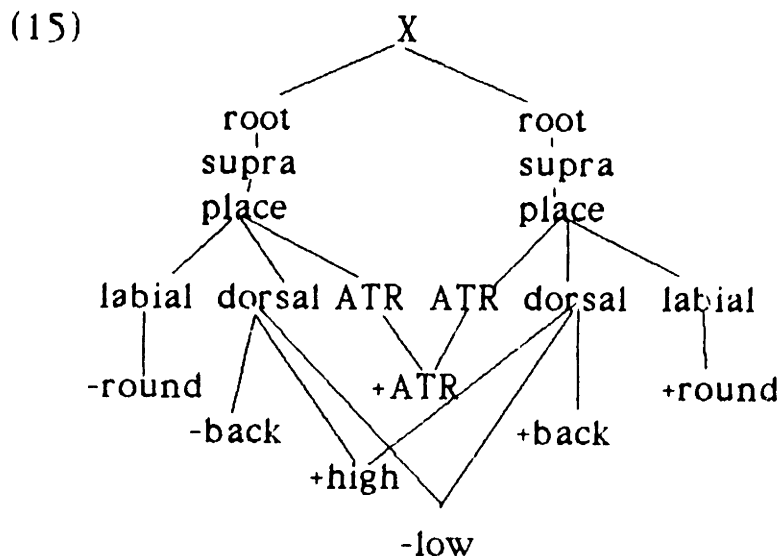 (15) X
root root
supra supra
place place
labial dorsal ATR ATR dorsal labial
-round +ATR +round
-back +back
+high
-low